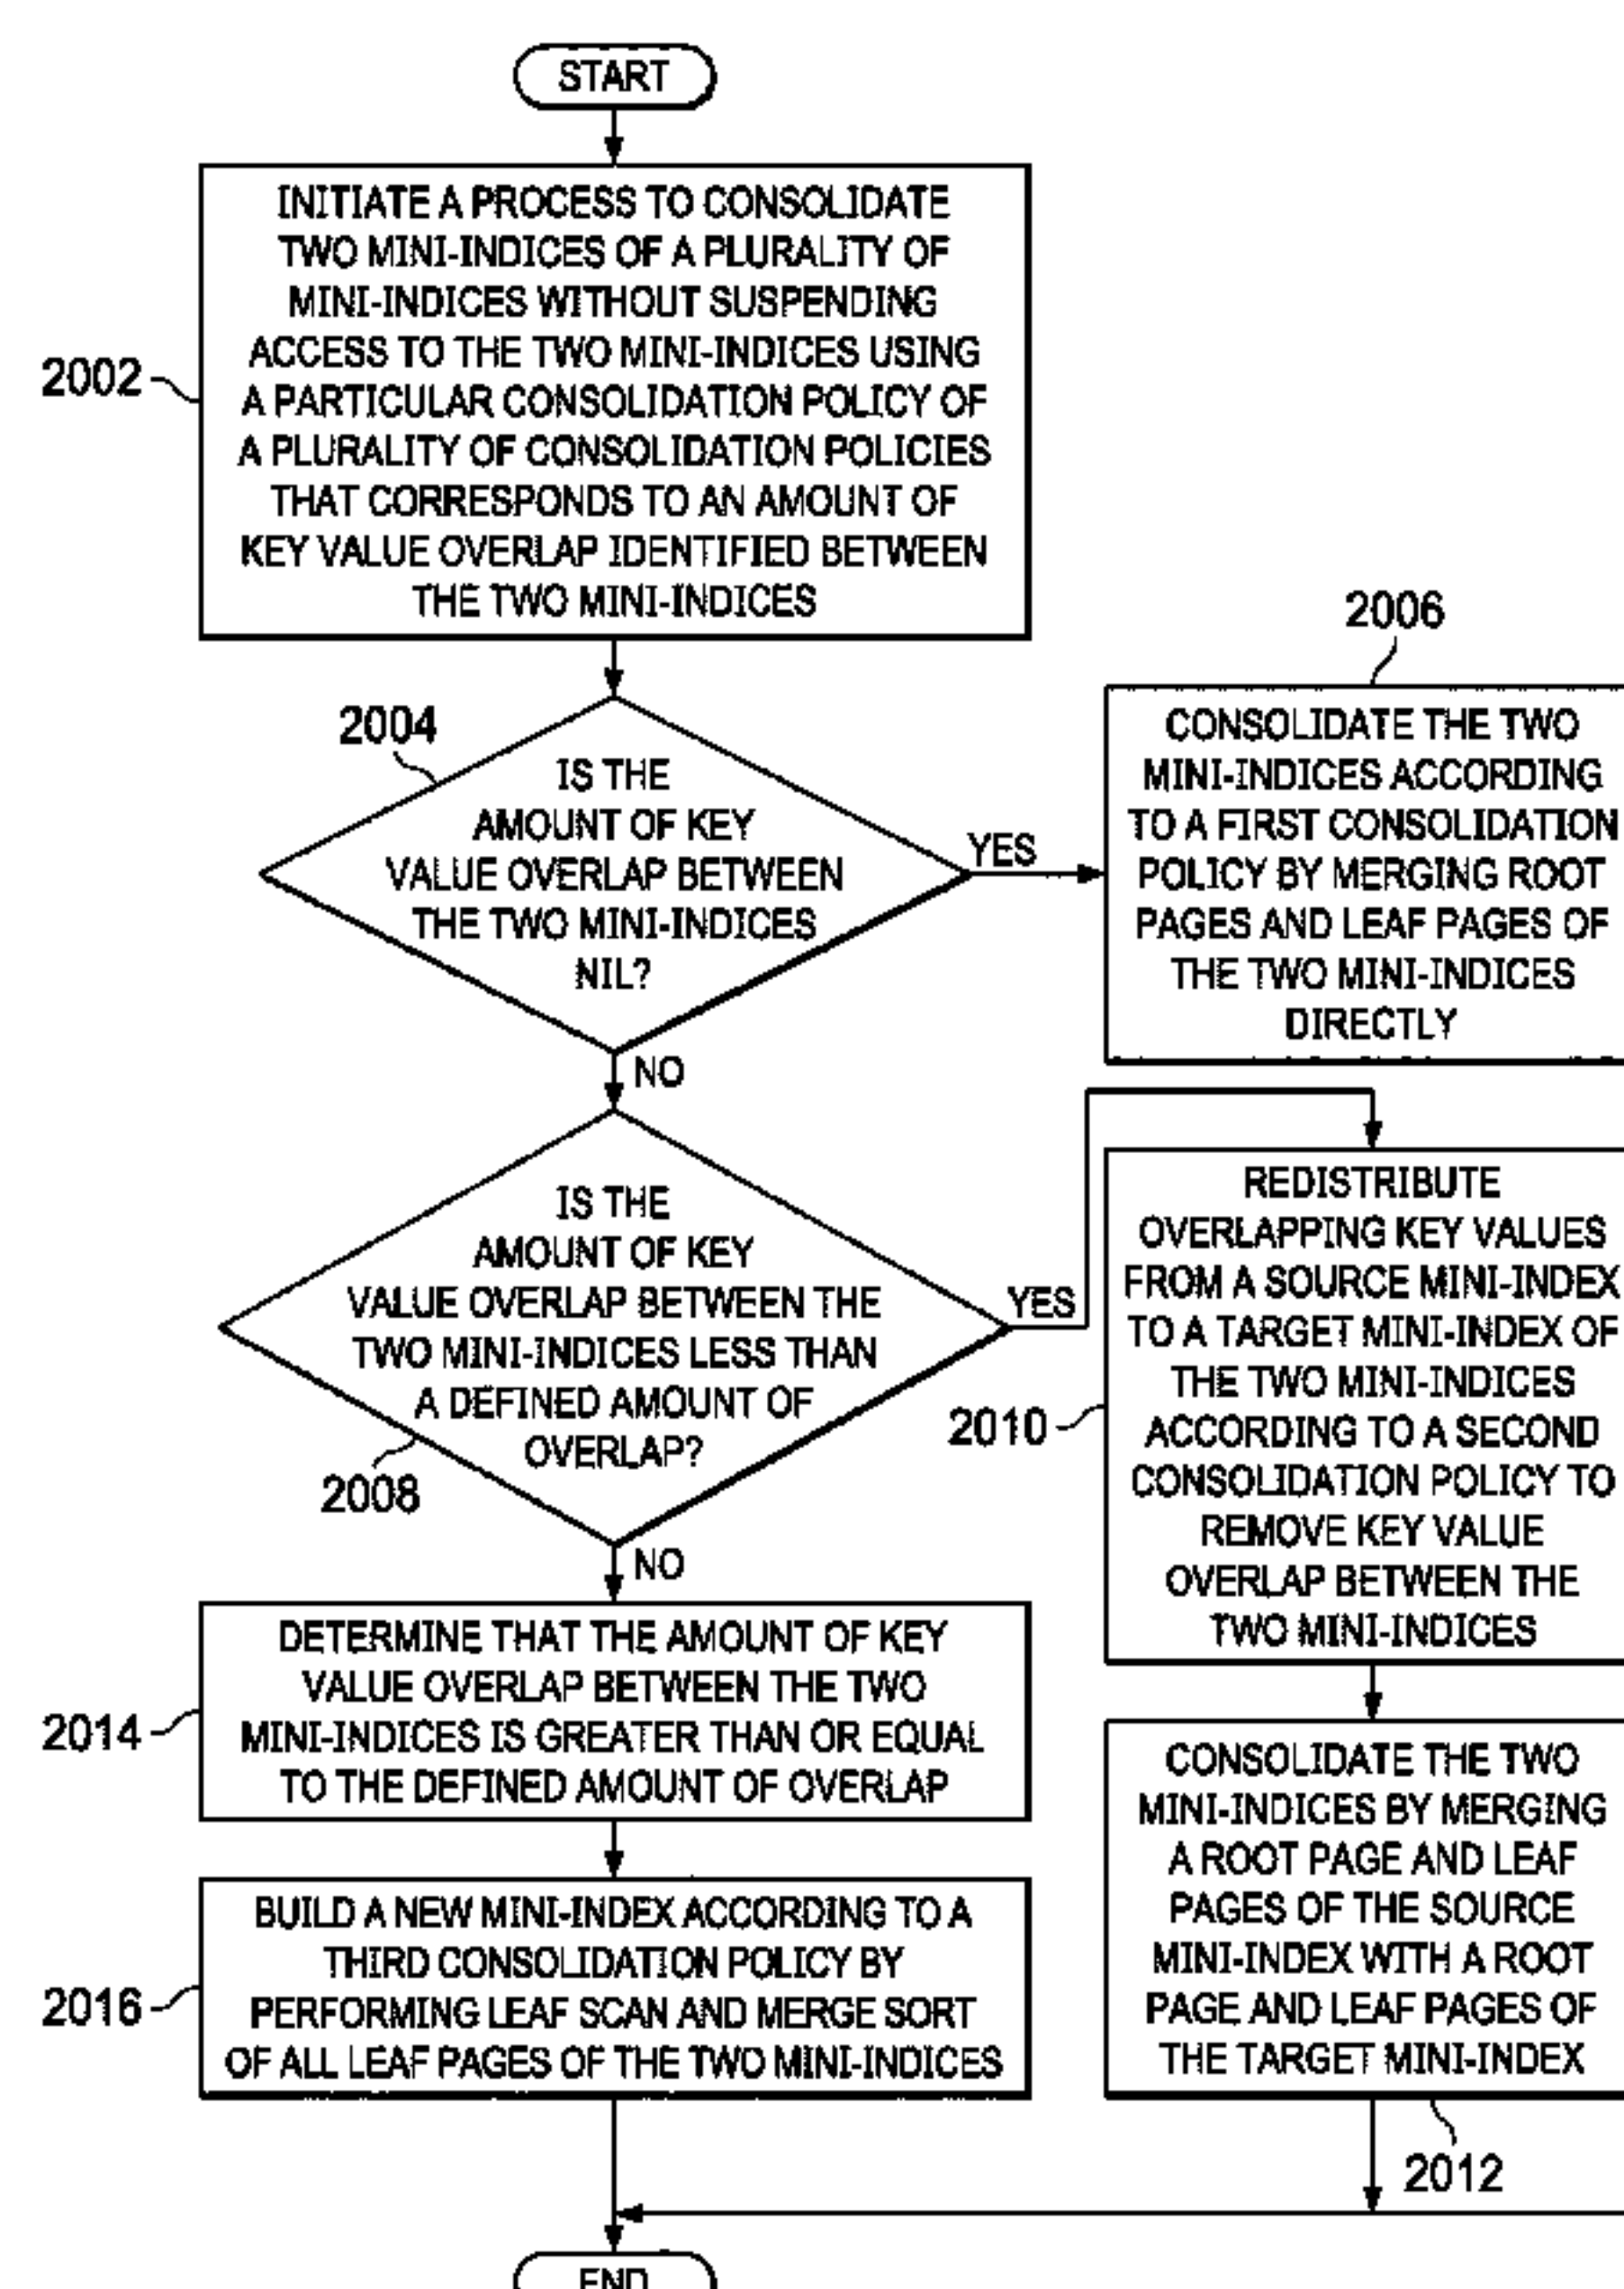 START
INITIATE A PROCESS TO CONSOLIDATE
TWO MINI-INDICES OF A PLURALITY OF
MINI-INDICES WITHOUT SUSPENDING
ACCESS TO THE TWO MINI-INDICES USING
A PARTICULAR CONSOLIDATION POLICY OF
A PLURALITY OF CONSOLIDATION POLICIES
THAT CORRESPONDS TO AN AMOUNT OF
KEY VALUE OVERLAP IDENTIFIED BETWEEN
THE TWO MINI-INDICES
2002
2004
IS THE
AMOUNT OF KEY
VALUE OVERLAP BETWEEN
THE TWO MINI-INDICES
NIL?
YES
NO
2006
CONSOLIDATE THE TWO
MINI-INDICES ACCORDING
TO A FIRST CONSOLIDATION
POLICY BY MERGING ROOT
PAGES AND LEAF PAGES OF
THE TWO MINI-INDICES
DIRECTLY
IS THE
AMOUNT OF KEY
VALUE OVERLAP BETWEEN THE
TWO MINI-INDICES LESS THAN
A DEFINED AMOUNT OF
OVERLAP?
2008
YES
NO
2010
REDISTRIBUTE
OVERLAPPING KEY VALUES
FROM A SOURCE MINI-INDEX
TO A TARGET MINI-INDEX OF
THE TWO MINI-INDICES
ACCORDING TO A SECOND
CONSOLIDATION POLICY TO
REMOVE KEY VALUE
OVERLAP BETWEEN THE
TWO MINI-INDICES
2014
DETERMINE THAT THE AMOUNT OF KEY
VALUE OVERLAP BETWEEN THE TWO
MINI-INDICES IS GREATER THAN OR EQUAL
TO THE DEFINED AMOUNT OF OVERLAP
2016
BUILD A NEW MINI-INDEX ACCORDING TO A
THIRD CONSOLIDATION POLICY BY
PERFORMING LEAF SCAN AND MERGE SORT
OF ALL LEAF PAGES OF THE TWO MINI-INDICES
CONSOLIDATE THE TWO
MINI-INDICES BY MERGING
A ROOT PAGE AND LEAF
PAGES OF THE SOURCE
MINI-INDEX WITH A ROOT
PAGE AND LEAF PAGES OF
THE TARGET MINI-INDEX
2012
END